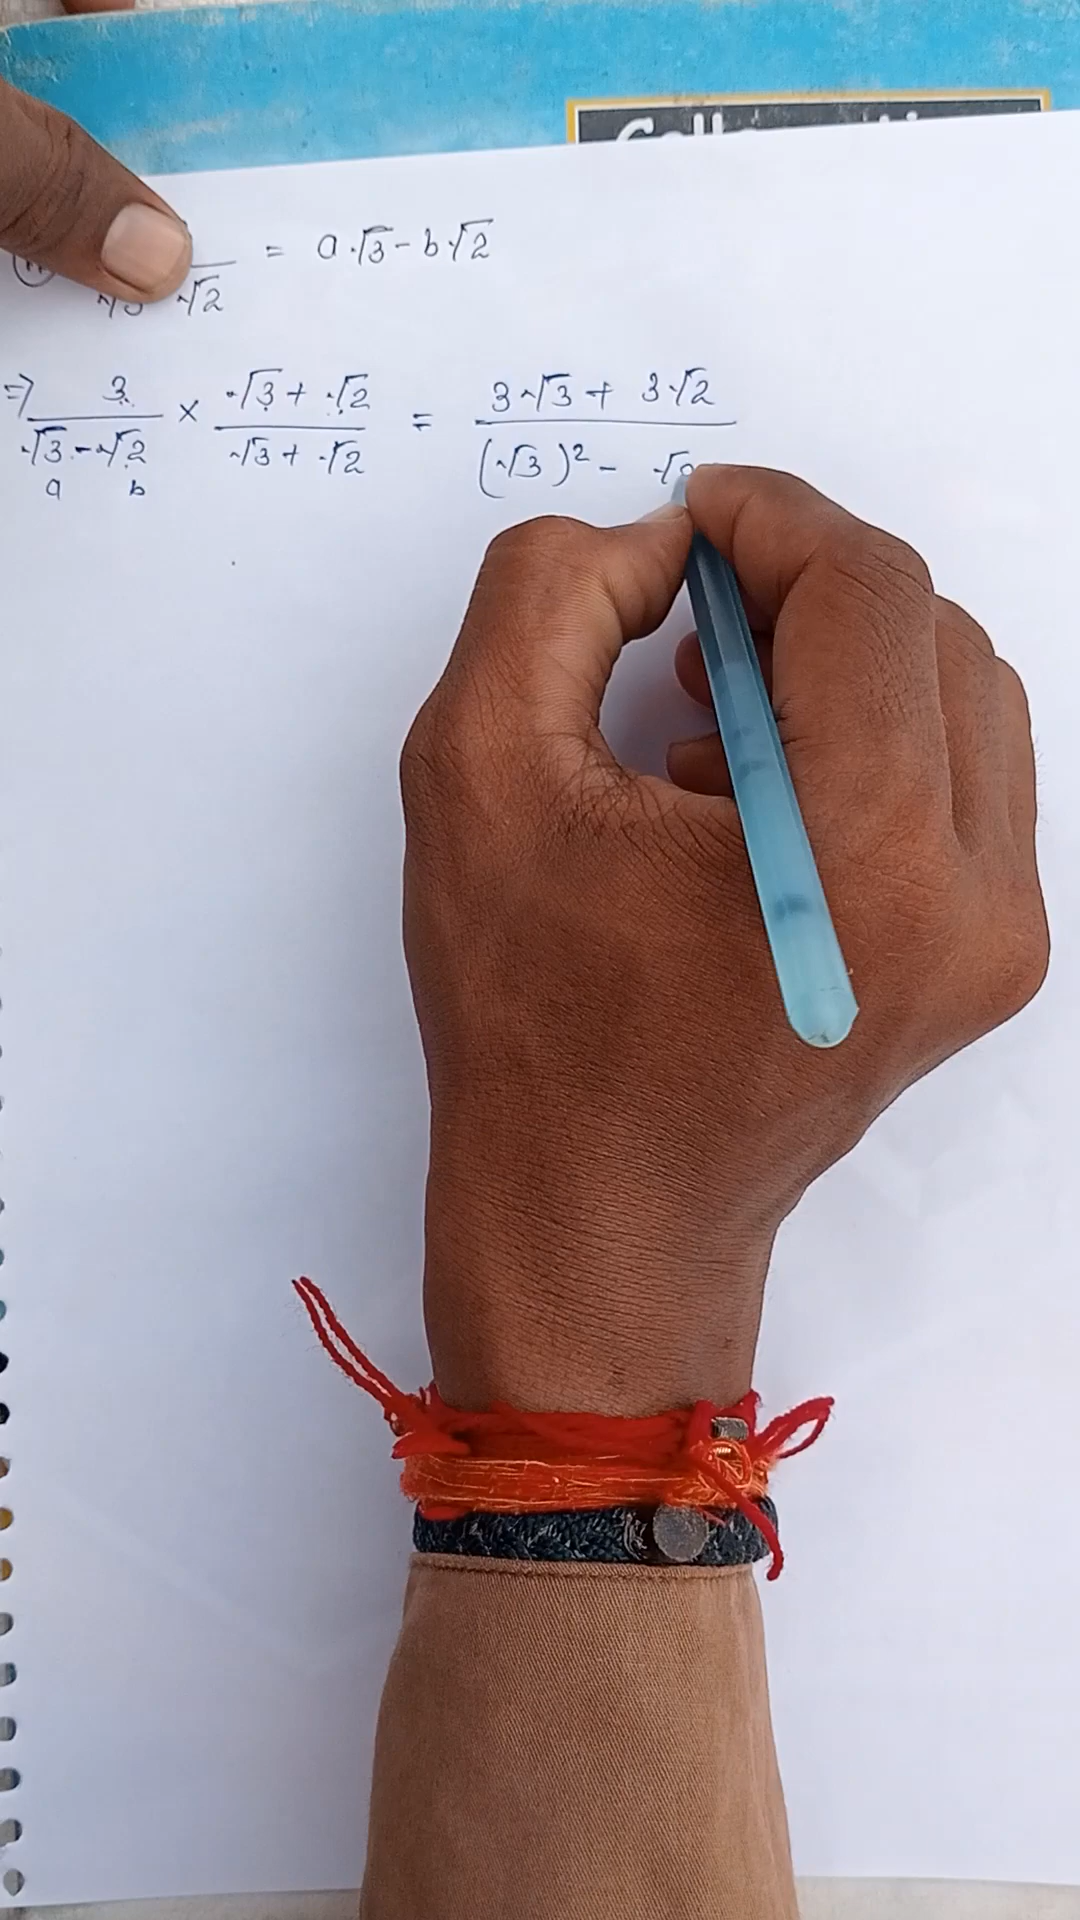 = a√3 - b√2
√2
⇒ 3 / (√3 - √2) × (√3 + √2) / (√3 + √2) = (3√3 + 3√2) / ((√3)² - √
a b